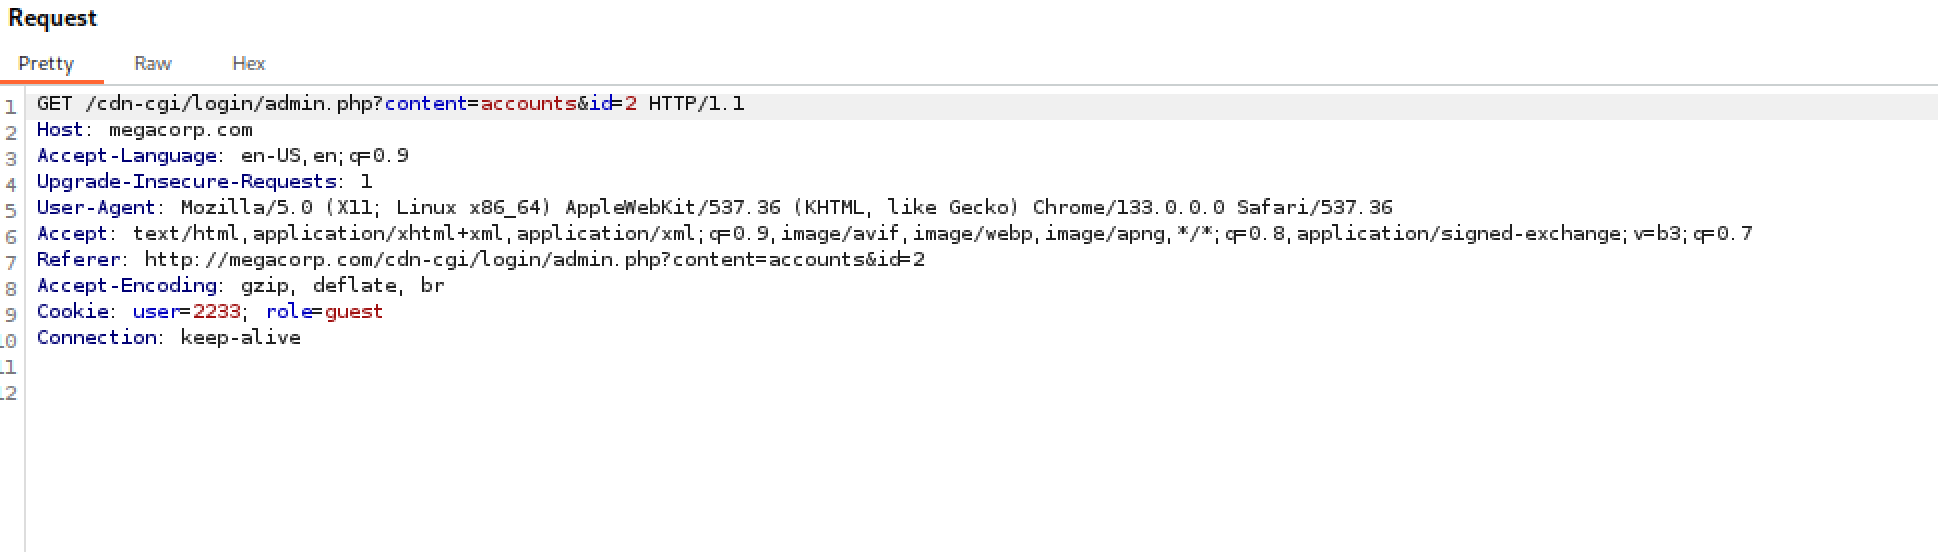 Request
Pretty Raw Hex
1 GET /cdn-cgi/login/admin.php?content=accounts&id=2 HTTP/1.1
2 Host: megacorp.com
3 Accept-Language: en-US,en;q=0.9
4 Upgrade-Insecure-Requests: 1
5 User-Agent: Mozilla/5.0 (X11; Linux x86_64) AppleWebKit/537.36 (KHTML, like Gecko) Chrome/133.0.0.0 Safari/537.36
6 Accept: text/html,application/xhtml+xml,application/xml;q=0.9,image/avif,image/webp,image/apng,*/*;q=0.8,application/signed-exchange;v=b3;q=0.7
7 Referer: http://megacorp.com/cdn-cgi/login/admin.php?content=accounts&id=2
8 Accept-Encoding: gzip, deflate, br
9 Cookie: user=2233; role=guest
10 Connection: keep-alive
11
12